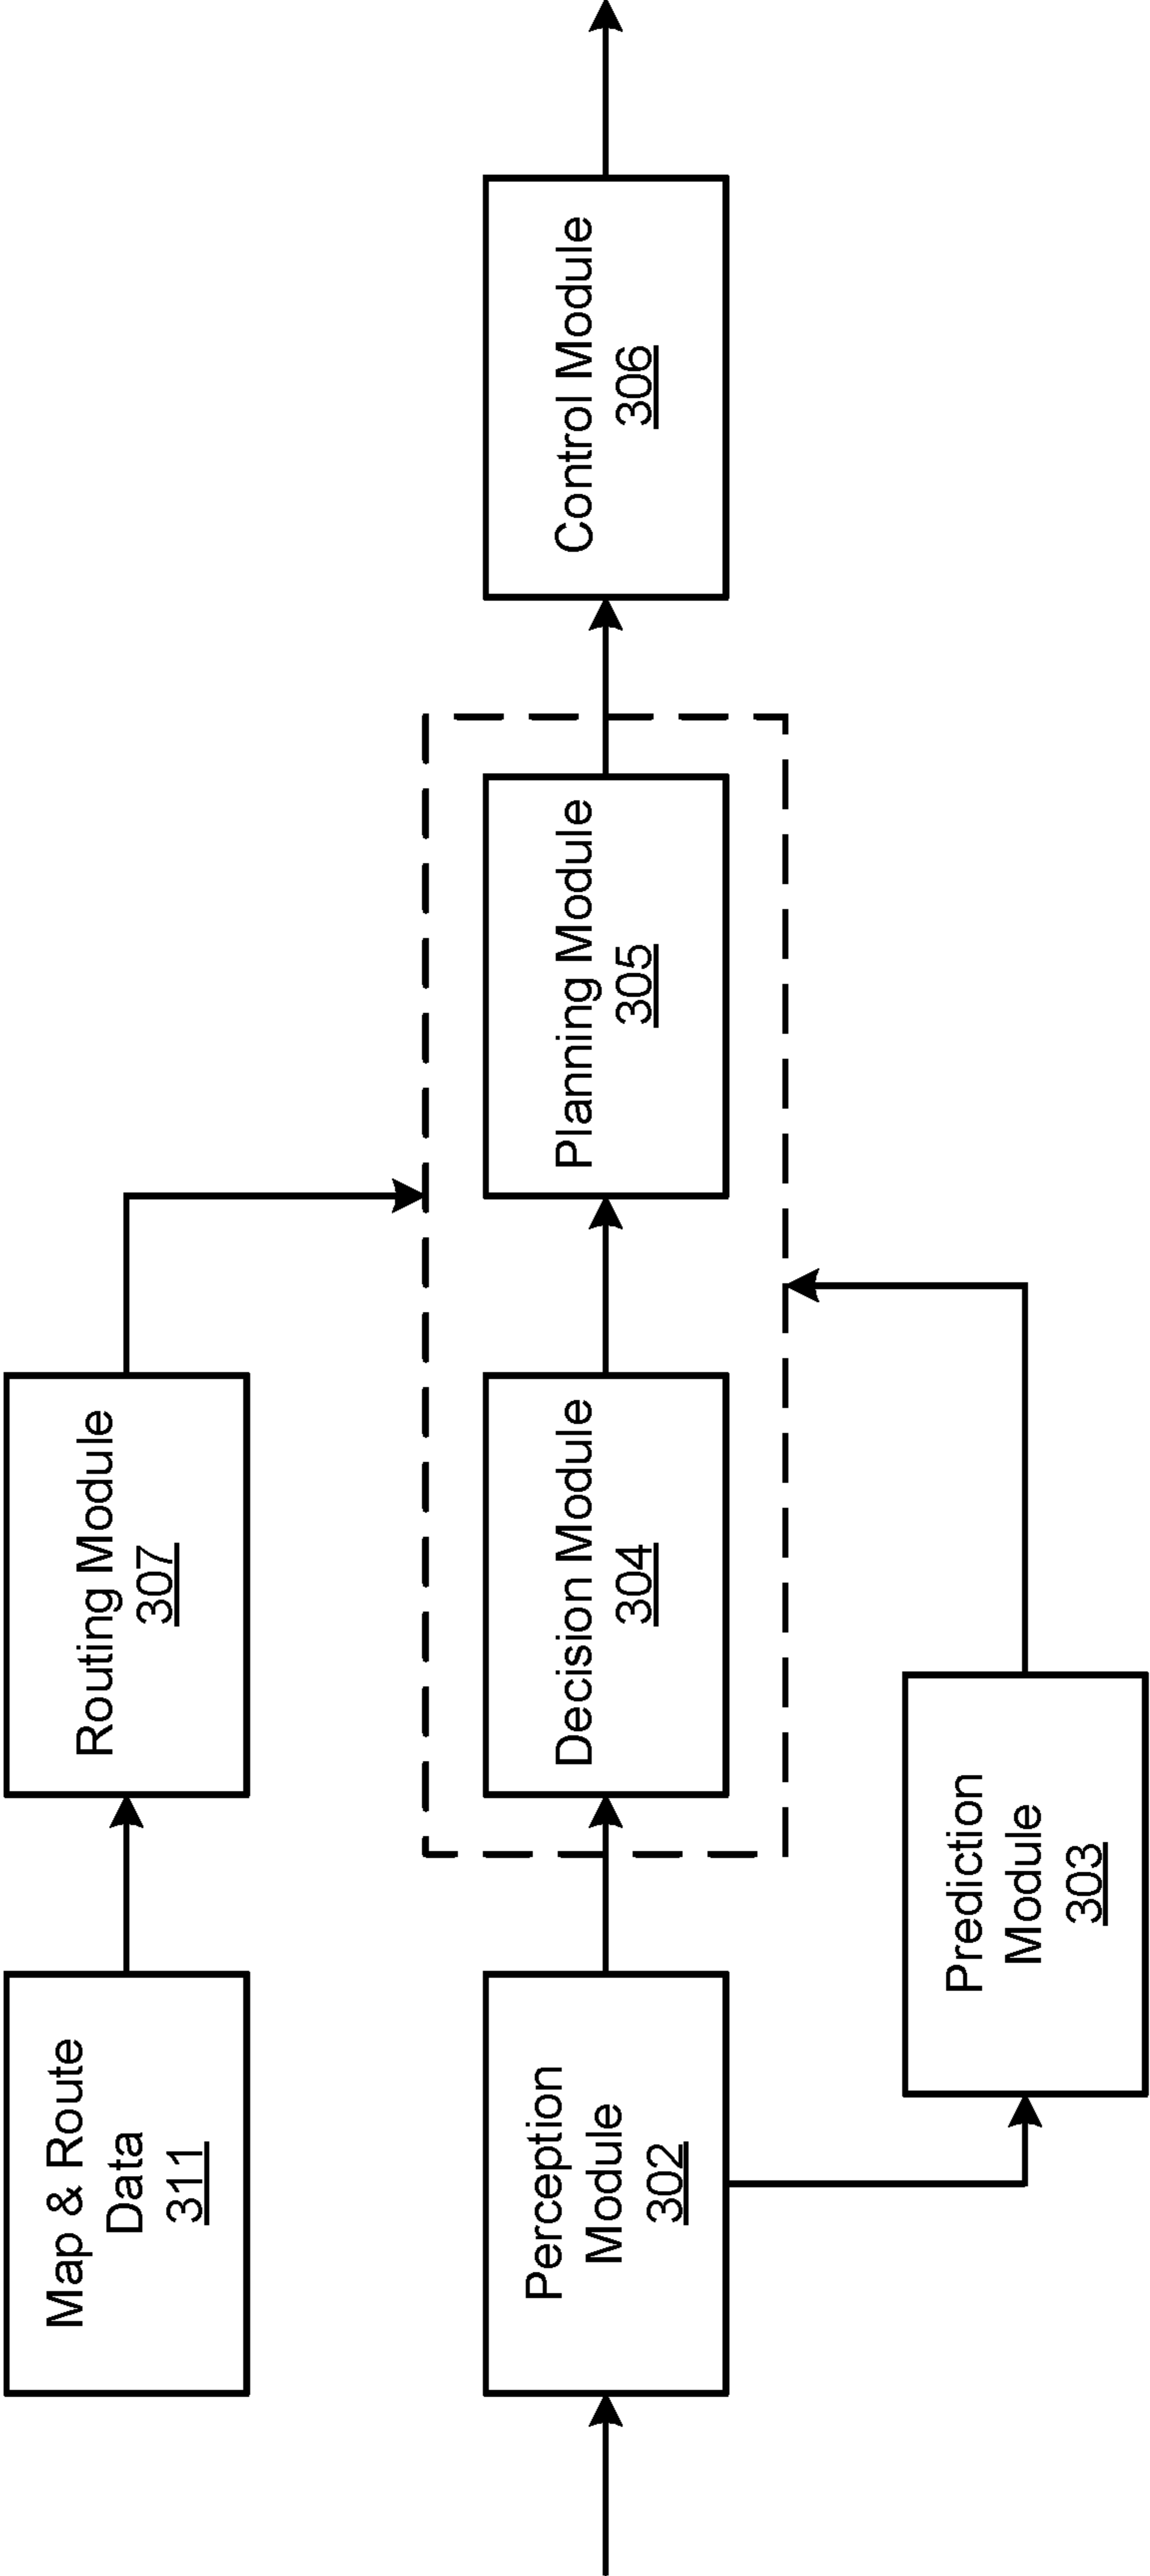 Map & Route
Data
311
Routing Module
307
Perception
Module
302
Decision Module
304
Planning Module
305
Control Module
306
Prediction
Module
303